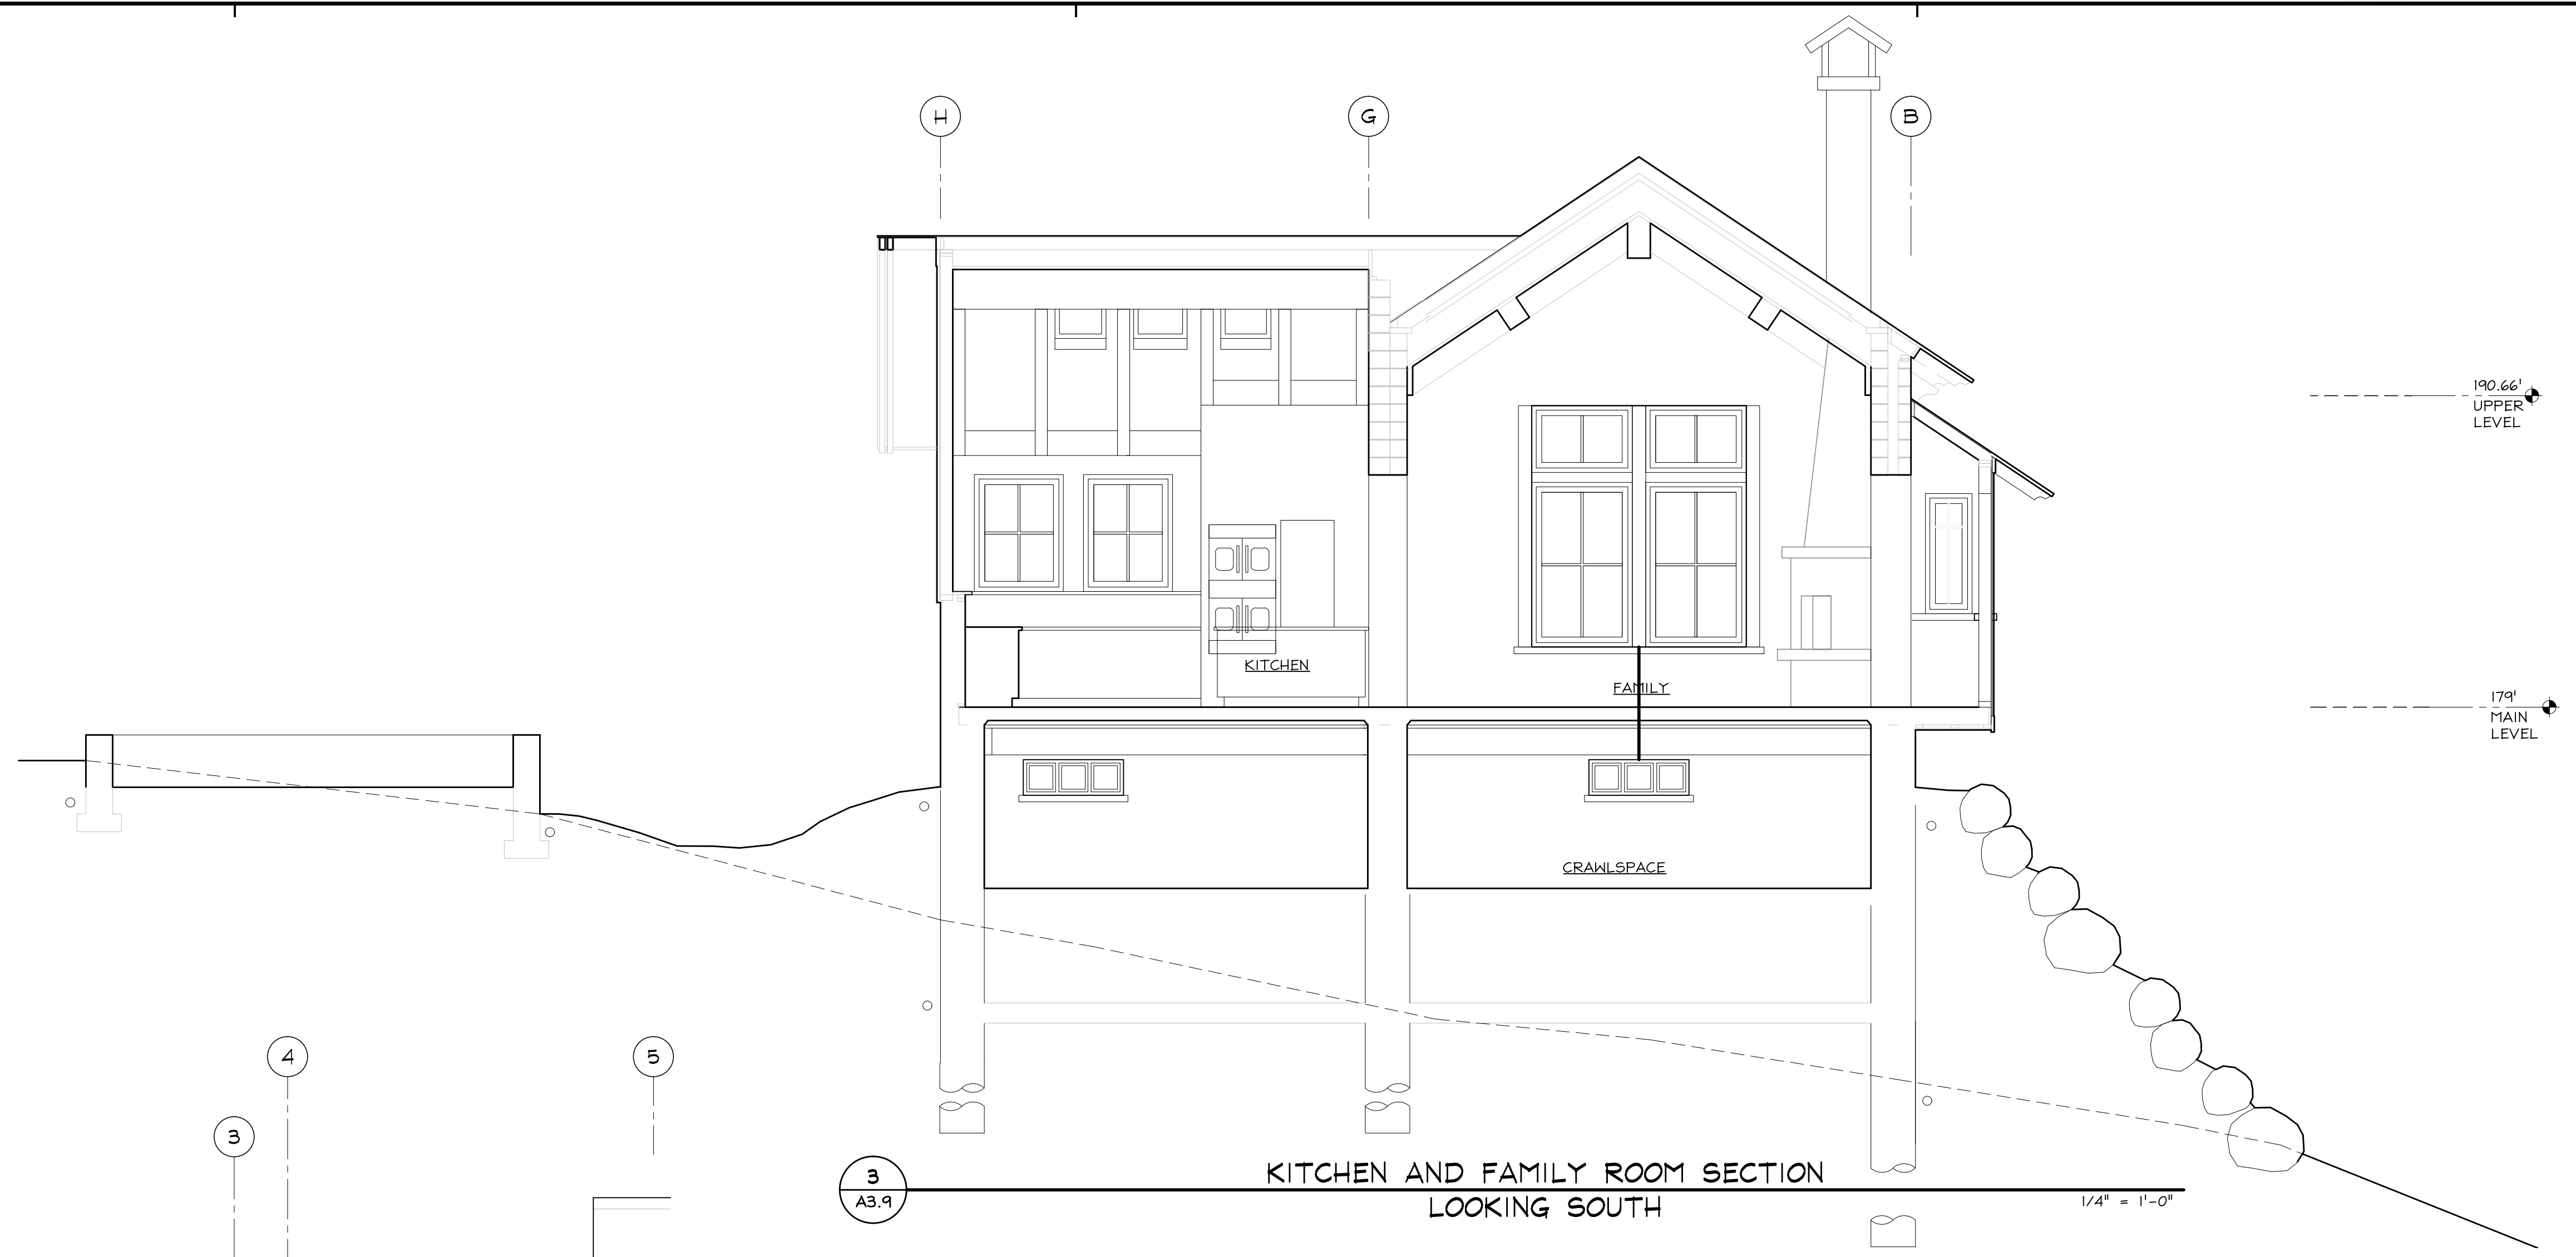 H
G
B
190.66'
UPPER
LEVEL
KITCHEN
FAMILY
179'
MAIN
LEVEL
CRAWLSPACE
4
5
3
3
A3.9
KITCHEN AND FAMILY ROOM SECTION
LOOKING SOUTH
1/4" = 1'-0"